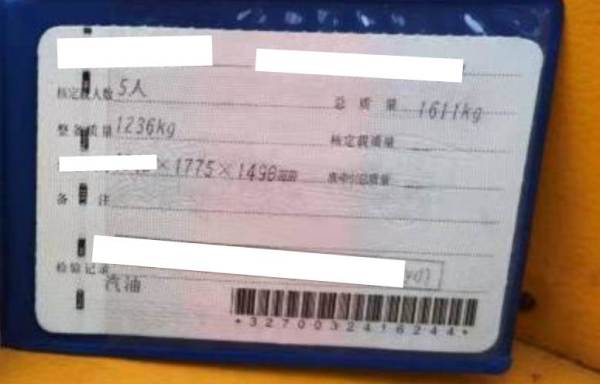 核定载人数 5人 总质量 1611kg
整备质量 1236kg 核定载质量
×1775×1498mm 准牵引总质量
备注
检验记录
汽油
*3270032416244*